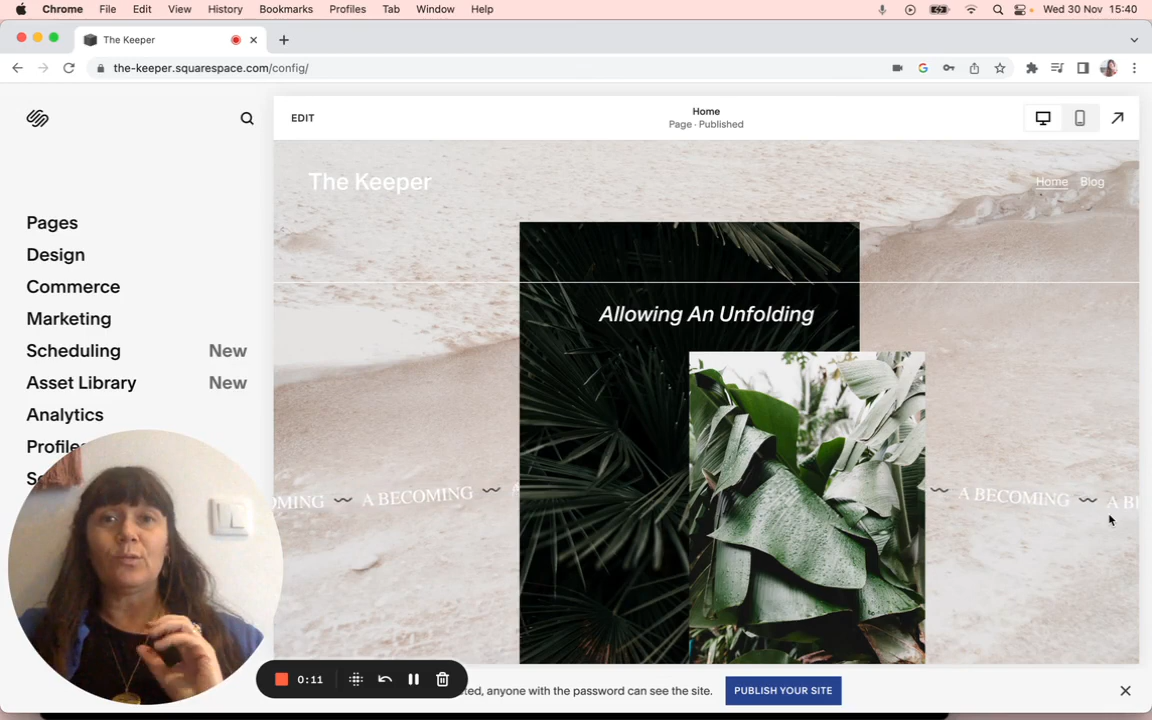 Chrome File Edit View History Bookmarks Profiles Tab Window Help Wed 30 Nov 15:40
The Keeper
the-keeper.squarespace.com/config/
EDIT
Home
Page · Published
Pages
Design
Commerce
Marketing
Scheduling New
Asset Library New
Analytics
The Keeper
Home Blog
Allowing An Unfolding
A BECOMING
A BECOMING
0:11
anyone with the password can see the site.
PUBLISH YOUR SITE